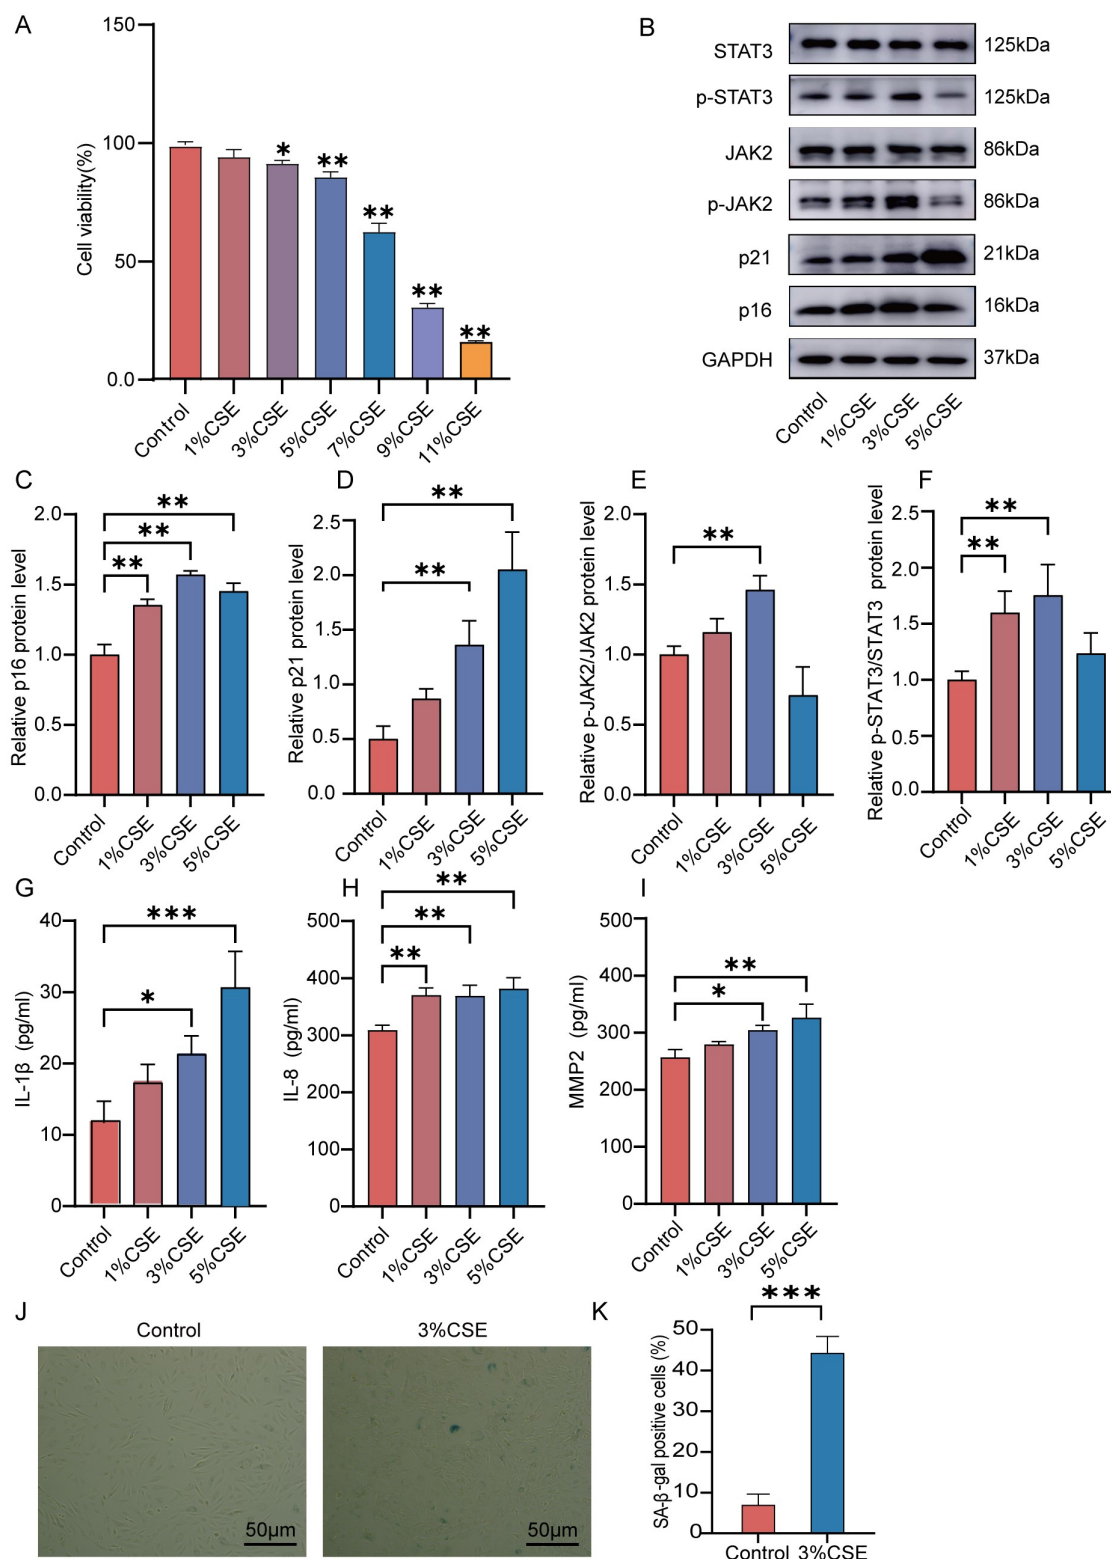 A
150
100
50
0.0
Cell viability(%)
*
**
**
**
**
Control
1%CSE
3%CSE
5%CSE
7%CSE
9%CSE
11%CSE
B
STAT3 125kDa
p-STAT3 125kDa
JAK2 86kDa
p-JAK2 86kDa
p21 21kDa
p16 16kDa
GAPDH 37kDa
Control
1%CSE
3%CSE
5%CSE
C
Relative p16 protein level
2.0
1.5
1.0
0.5
0.0
**
**
**
Control
1%CSE
3%CSE
5%CSE
D
Relative p21 protein level
2.5
2.0
1.5
1.0
0.5
0.0
**
**
Control
1%CSE
3%CSE
5%CSE
E
Relative p-JAK2/JAK2 protein level
2.0
1.5
1.0
0.5
0.0
**
Control
1%CSE
3%CSE
5%CSE
F
Relative p-STAT3/STAT3 protein level
2.5
2.0
1.5
1.0
0.5
0.0
**
**
Control
1%CSE
3%CSE
5%CSE
G
IL-1β (pg/ml)
40
30
20
10
0
***
*
Control
1%CSE
3%CSE
5%CSE
H
IL-8 (pg/ml)
500
400
300
200
100
0
**
**
**
Control
1%CSE
3%CSE
5%CSE
I
MMP2 (pg/ml)
500
400
300
200
100
0
**
*
Control
1%CSE
3%CSE
5%CSE
J
Control
50μm
3%CSE
50μm
K
SA-β-gal positive cells (%)
50
40
30
20
10
0
***
Control 3%CSE